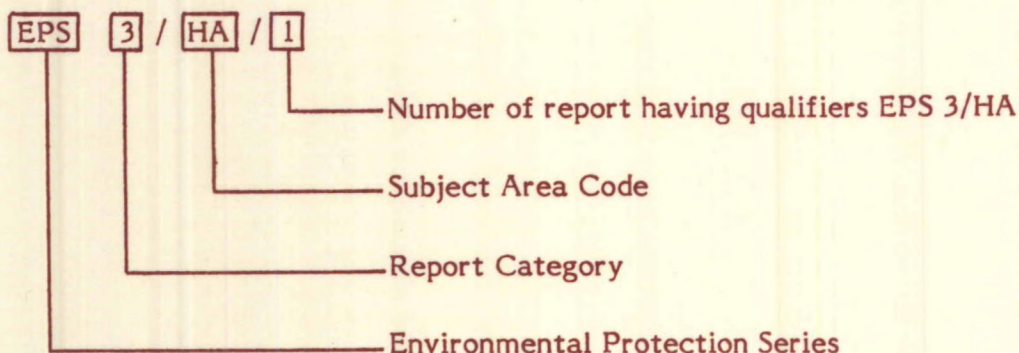 EPS 3 / HA / 1
Number of report having qualifiers EPS 3/HA
Subject Area Code
Report Category
Environmental Protection Series